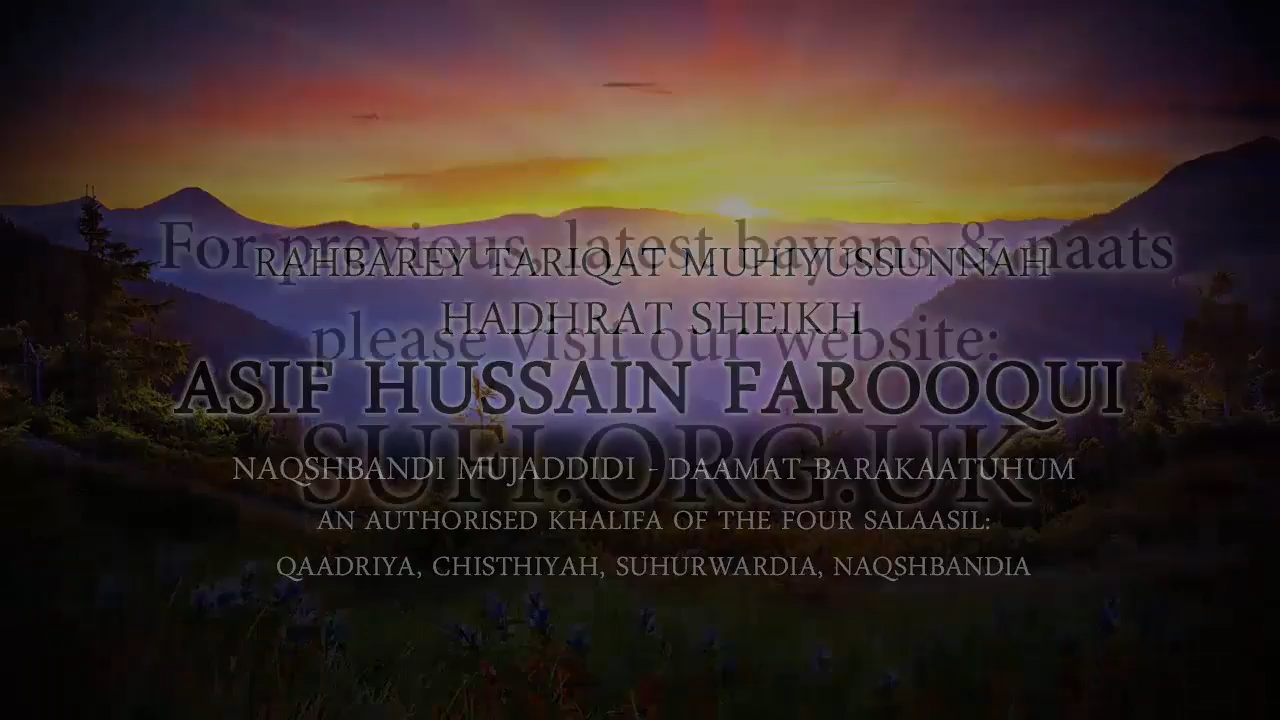 For previous, latest bayans & naats
RAHBAREY TARIQAT MUHIYUSSUNNAH
HADHRAT SHEIKH
please visit our website:
ASIF HUSSAIN FAROOQUI
SUFI.ORG.UK
NAQSHBANDI MUJADDIDI - DAAMAT BARAKAATUHUM
AN AUTHORISED KHALIFA OF THE FOUR SALAASIL:
QAADRIYA, CHISTHIYAH, SUHURWARDIA, NAQSHBANDIA